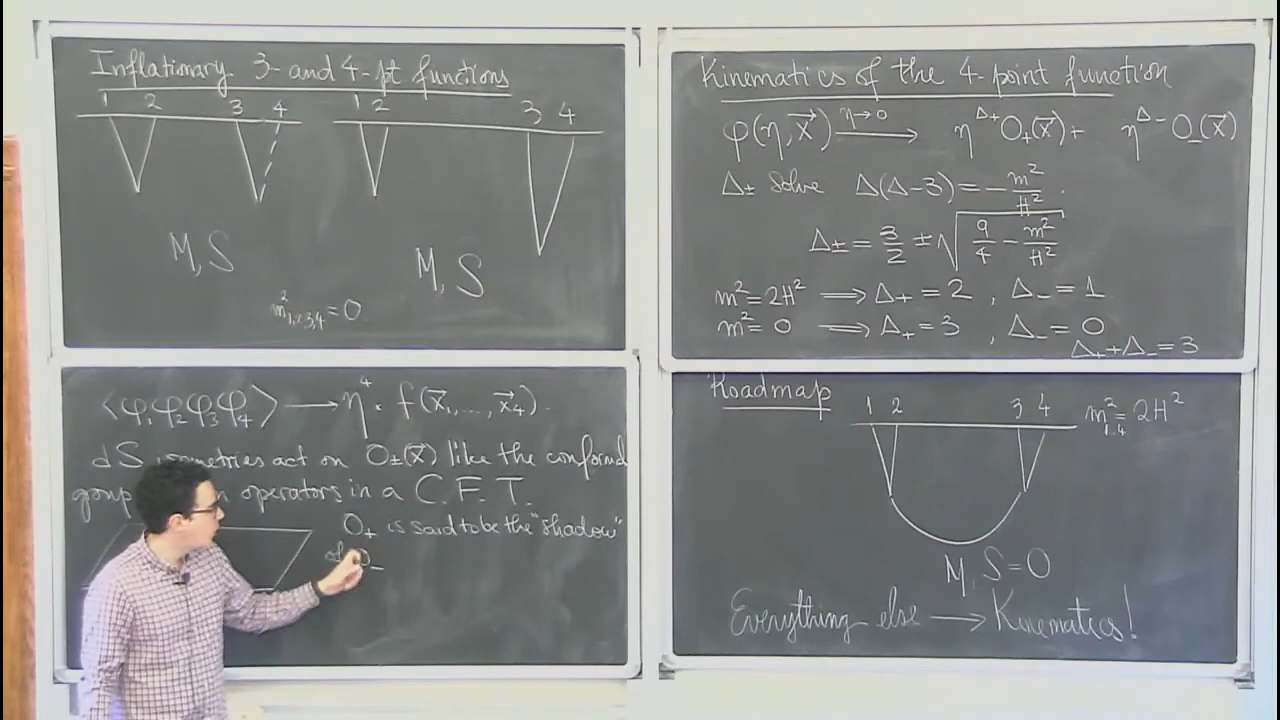 Inflationary 3- and 4-pt functions
1 2 3 4 1 2 3 4
M, S M, S
m²₁,₂,₃,₄ = 0
Kinematics of the 4-point function
φ(η, x⃗) →(η→0) η^Δ₊ O₊(x⃗) + η^Δ₋ O₋(x⃗)
Δ± solve Δ(Δ-3) = - m²/H².
Δ± = 3/2 ± √(9/4 - m²/H²)
m² = 2H² ⟹ Δ₊ = 2, Δ₋ = 1
m² = 0 ⟹ Δ₊ = 3, Δ₋ = 0
Δ₊ + Δ₋ = 3
⟨φ₁φ₂φ₃φ₄⟩ → η⁴ · f(x⃗₁, ..., x⃗₄).
dS isometries act on O±(x⃗) like the conformal
group operators in a C.F.T.
O₊ is said to be the "shadow"
of O₋
Roadmap
1 2 3 4 m²₁₋₄ = 2H²
M, S=0
Everything else → Kinematics!